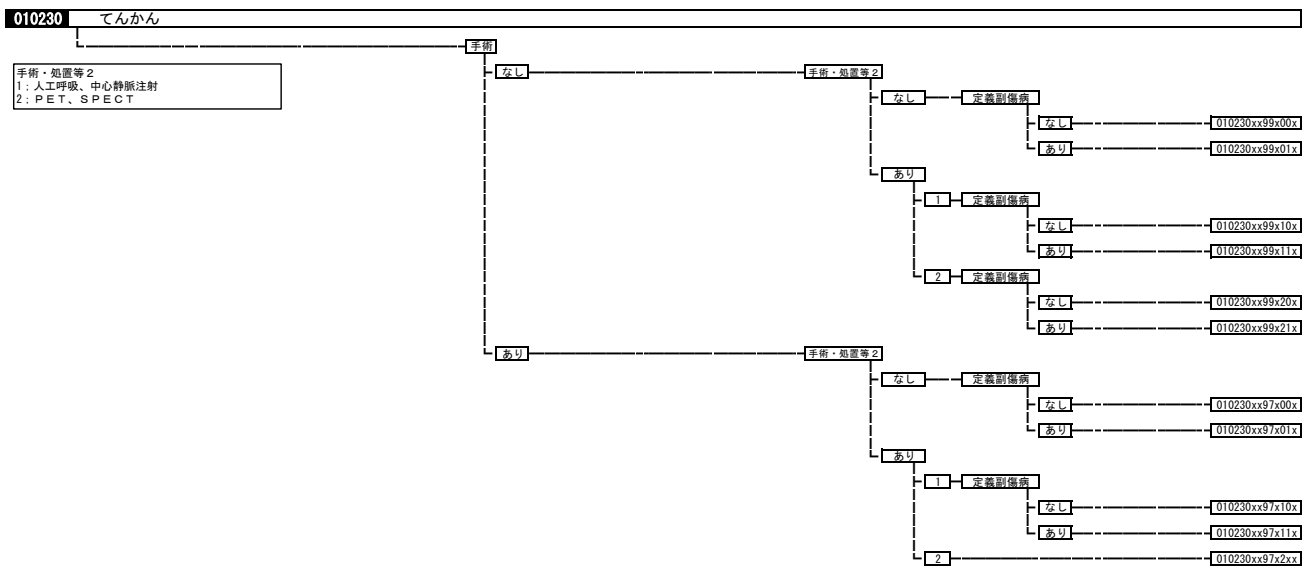 010230 てんかん
手術
手術・処置等２
1:人工呼吸、中心静脈注射
2:ＰＥＴ、ＳＰＥＣＴ
なし 手術・処置等２
なし 定義副傷病
なし 010230xx99x00x
あり 010230xx99x01x
あり
1 定義副傷病
なし 010230xx99x10x
あり 010230xx99x11x
2 定義副傷病
なし 010230xx99x20x
あり 010230xx99x21x
あり 手術・処置等２
なし 定義副傷病
なし 010230xx97x00x
あり 010230xx97x01x
あり
1 定義副傷病
なし 010230xx97x10x
あり 010230xx97x11x
2 010230xx97x2xx